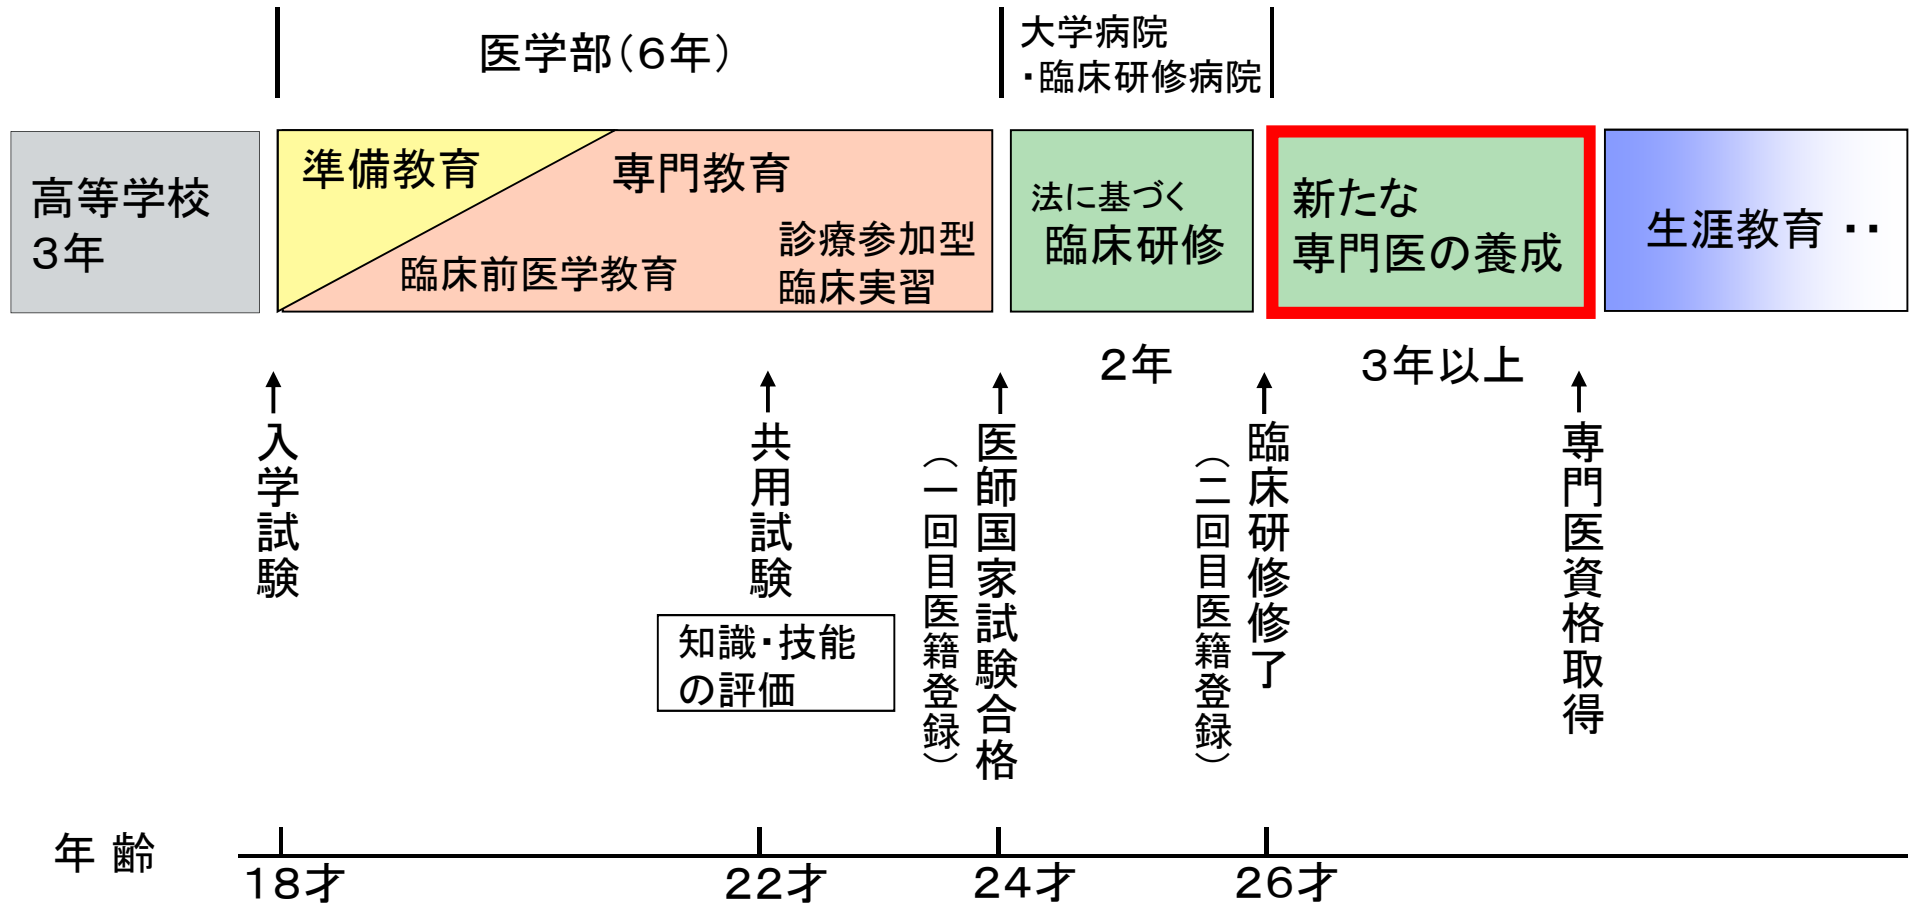 医学部（６年）
大学病院
・臨床研修病院
高等学校
３年
準備教育
専門教育
臨床前医学教育
診療参加型
臨床実習
法に基づく
臨床研修
新たな
専門医の養成
生涯教育 ・・
２年
３年以上
入学試験
共用試験
知識・技能
の評価
医師国家試験合格
（一回目医籍登録）
臨床研修修了
（二回目医籍登録）
専門医資格取得
年 齢
１８才
２２才
２４才
２６才